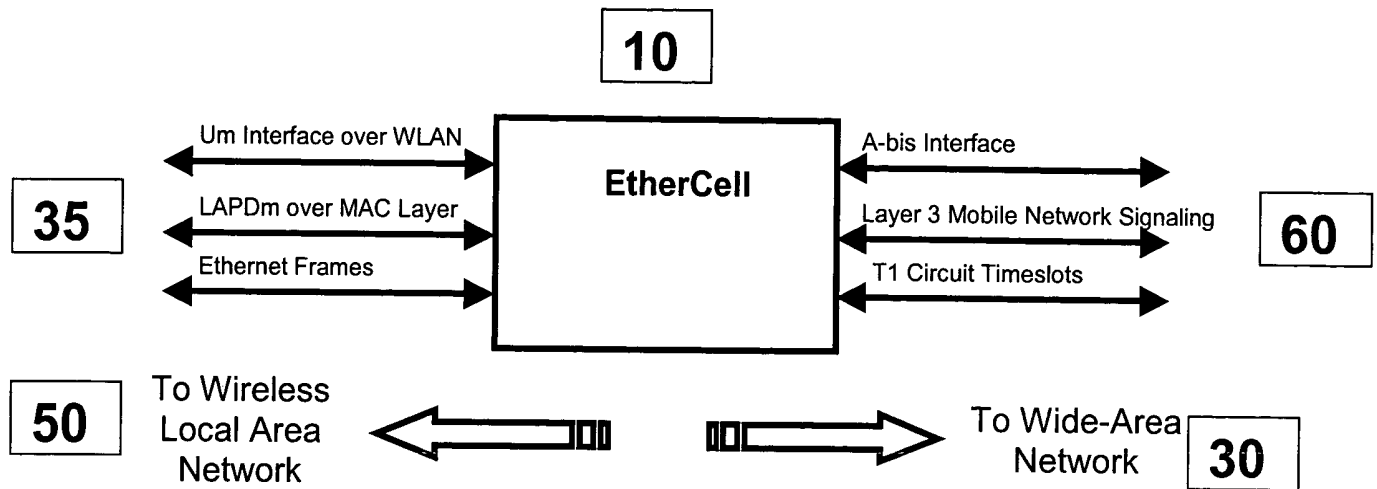 10
Um Interface over WLAN
A-bis Interface
EtherCell
35
LAPDm over MAC Layer
Layer 3 Mobile Network Signaling
60
Ethernet Frames
T1 Circuit Timeslots
50
To Wireless
Local Area
Network
To Wide-Area
Network
30